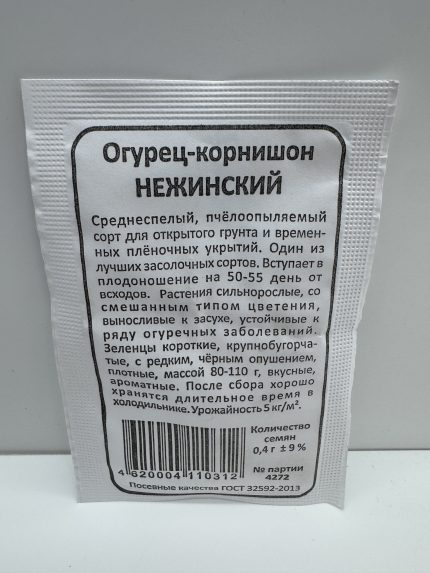 Огурец-корнишон
НЕЖИНСКИЙ
Среднеспелый, пчёлоопыляемый
сорт для открытого грунта и времен-
ных плёночных укрытий. Один из
лучших засолочных сортов. Вступает в
плодоношение на 50-55 день от
всходов. Растения сильнорослые, со
смешанным типом цветения,
выносливые к засухе, устойчивые к
ряду огуречных заболеваний.
Зеленцы короткие, крупнобугорча-
тые, с редким, чёрным опушением,
плотные, массой 80-110 г, вкусные,
ароматные. После сбора хорошо
хранятся длительное время в
холодильнике. Урожайность 5 кг/м².
Количество
семян
0,4 г ± 9 %
№ партии
4272
4 620004 110312
Посевные качества ГОСТ 32592-2013